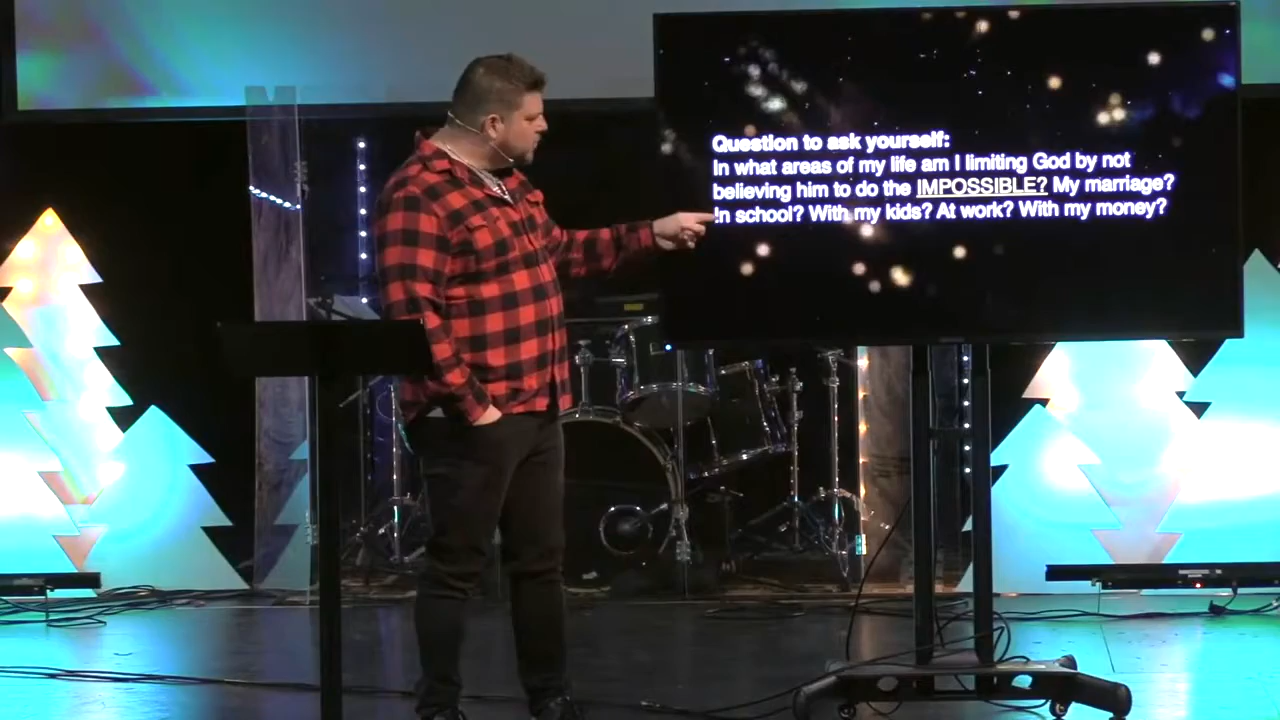 Question to ask yourself:
In what areas of my life am I limiting God by not
believing him to do the IMPOSSIBLE? My marriage?
In school? With my kids? At work? With my money?